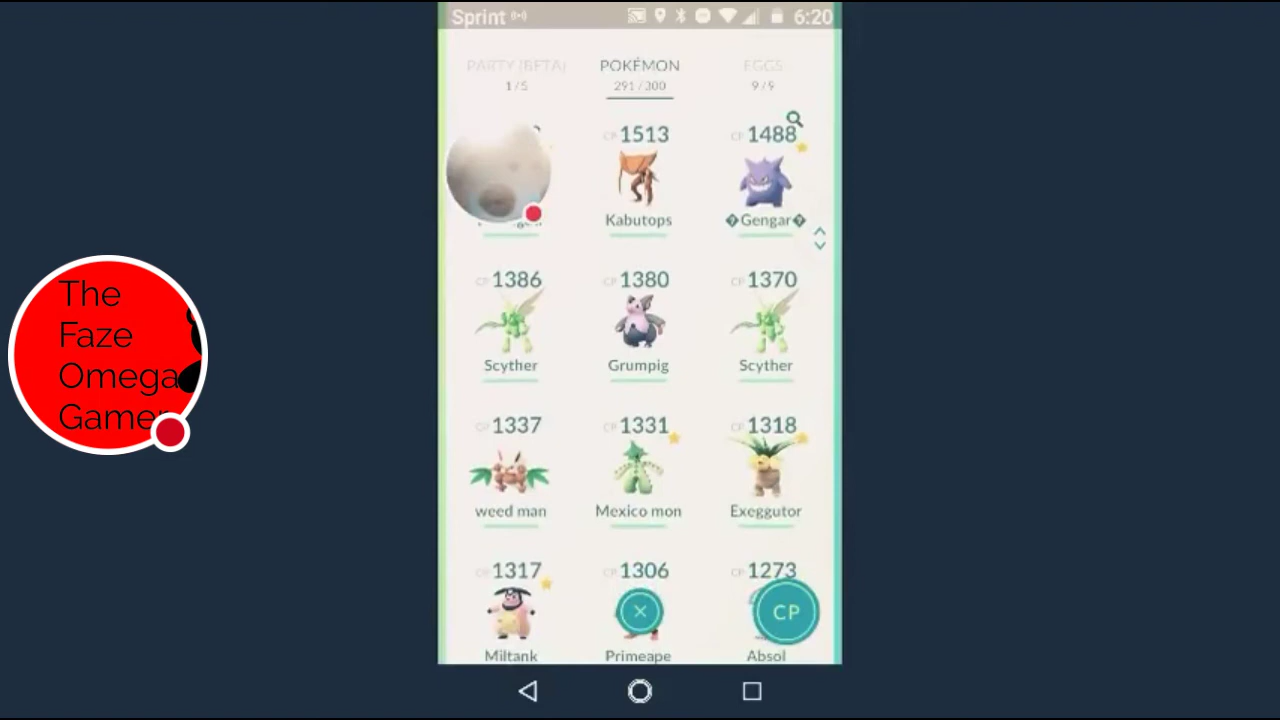 Sprint
6:20
PARTY (BETA)
POKÉMON
EGGS
1 / 5
291 / 300
9 / 9
CP 1513
CP 1488
Kabutops
�Gengar�
CP 1386
CP 1380
CP 1370
Scyther
Grumpig
Scyther
CP 1337
CP 1331
CP 1318
weed man
Mexico mon
Exeggutor
CP 1317
CP 1306
CP 1273
CP
Miltank
Primeape
Absol
The
Faze
Omega
Gamer